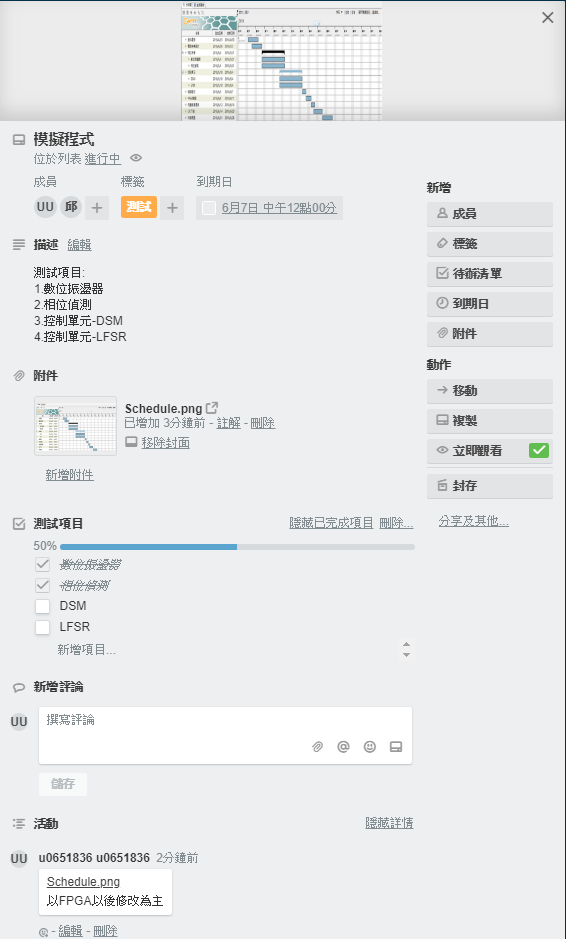 模擬程式
位於列表 進行中
成員
標籤
到期日
UU
邱
測試
6月7日 中午12點00分
描述 編輯
測試項目:
1.數位振盪器
2.相位偵測
3.控制單元-DSM
4.控制單元-LFSR
附件
Schedule.png
已增加 3分鐘前 - 註解 - 刪除
移除封面
新增附件
測試項目
隱藏已完成項目 刪除...
50%
數位振盪器
相位偵測
DSM
LFSR
新增項目...
新增評論
UU
撰寫評論
儲存
活動
隱藏詳情
UU
u0651836 u0651836 2分鐘前
Schedule.png
以FPGA以後修改為主
- 編輯 - 刪除
新增
成員
標籤
待辦清單
到期日
附件
動作
移動
複製
立即觀看
封存
分享及其他...